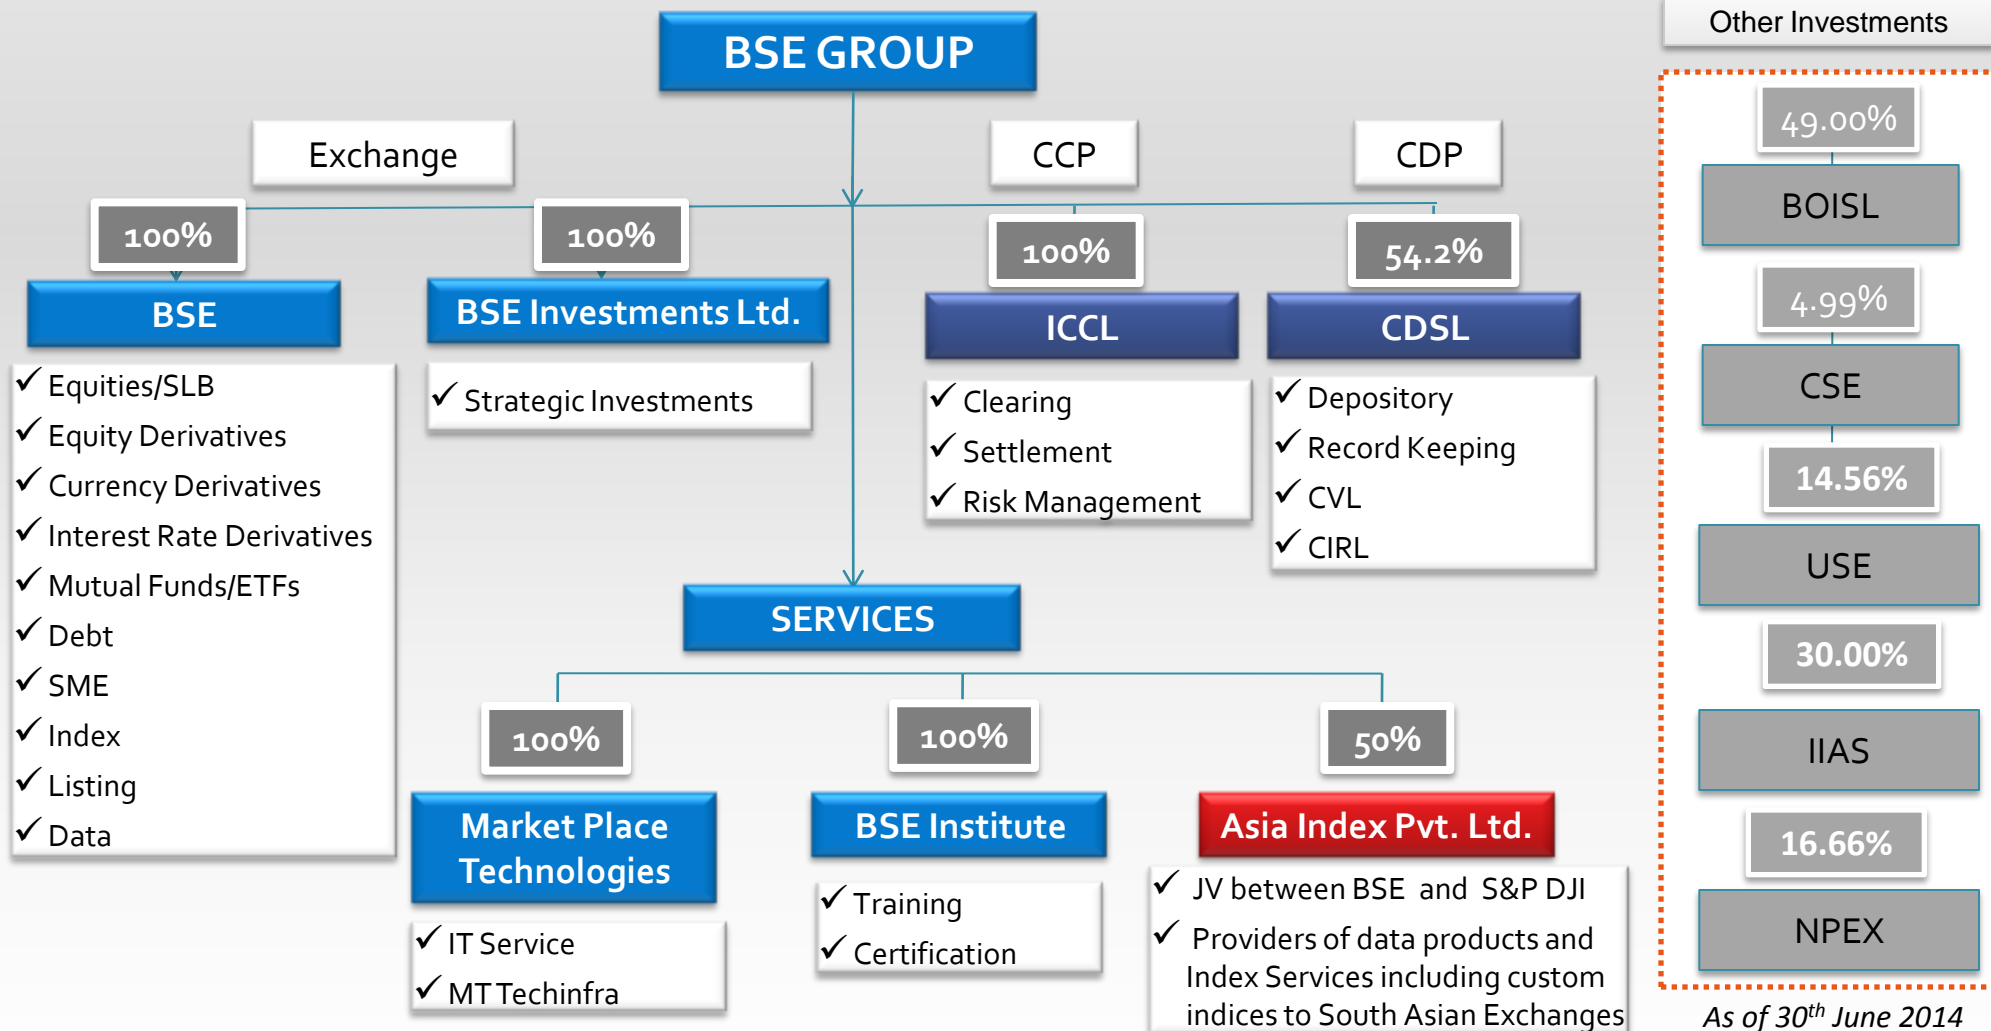 BSE GROUP
Exchange
CCP
CDP
100%
BSE
✓ Equities/SLB
✓ Equity Derivatives
✓ Currency Derivatives
✓ Interest Rate Derivatives
✓ Mutual Funds/ETFs
✓ Debt
✓ SME
✓ Index
✓ Listing
✓ Data
100%
BSE Investments Ltd.
✓ Strategic Investments
100%
ICCL
✓ Clearing
✓ Settlement
✓ Risk Management
54.2%
CDSL
✓ Depository
✓ Record Keeping
✓ CVL
✓ CIRL
SERVICES
100%
Market Place
Technologies
✓ IT Service
✓ MT Techinfra
100%
BSE Institute
✓ Training
✓ Certification
50%
Asia Index Pvt. Ltd.
✓ JV between BSE and S&P DJI
✓ Providers of data products and
Index Services including custom
indices to South Asian Exchanges
Other Investments
49.00%
BOISL
4.99%
CSE
14.56%
USE
30.00%
IIAS
16.66%
NPEX
As of 30th June 2014